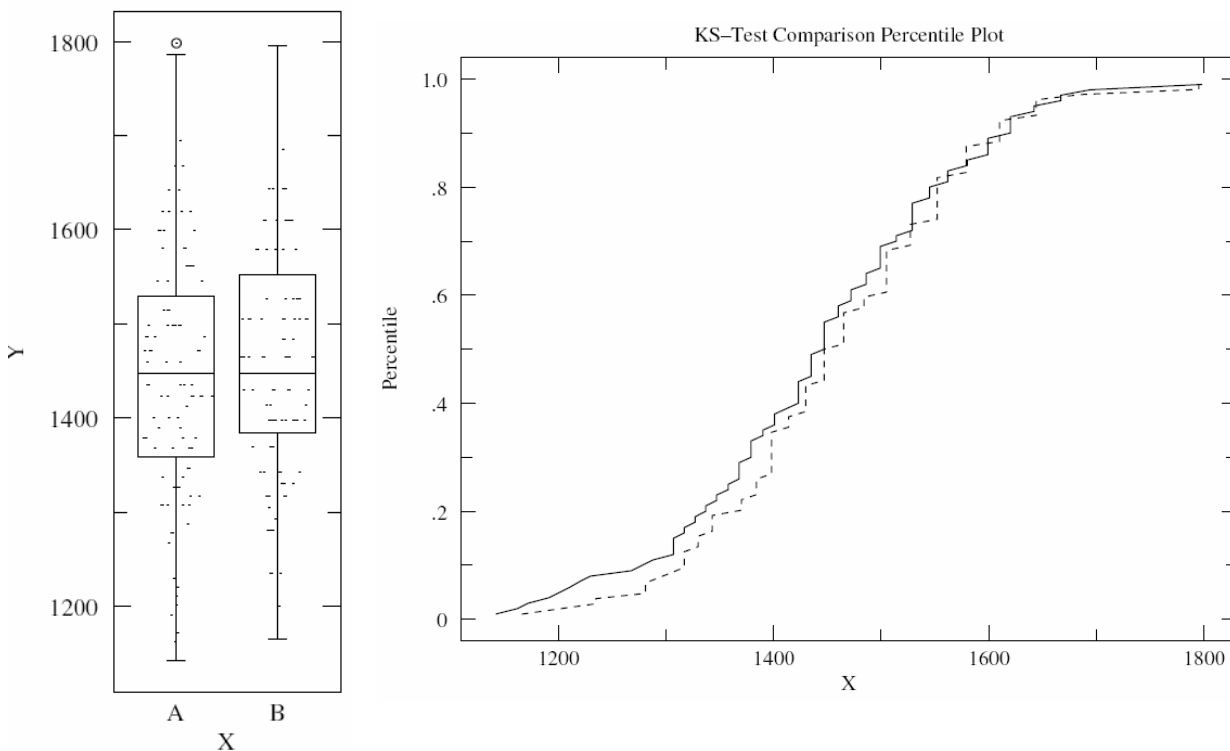 1800
1600
1400
1200
Y
A B
X
KS–Test Comparison Percentile Plot
1.0
.8
.6
.4
.2
0
Percentile
1200 1400 1600 1800
X